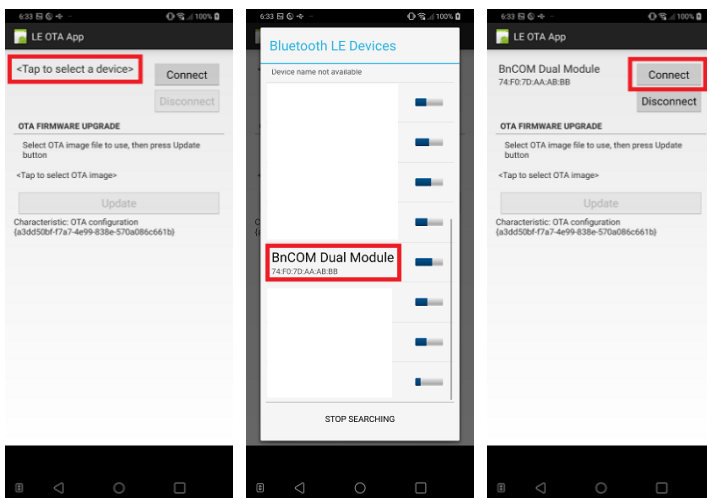 6:33
100%
LE OTA App
<Tap to select a device>
Connect
Disconnect
OTA FIRMWARE UPGRADE
Select OTA image file to use, then press Update
button
<Tap to select OTA image>
Update
Characteristic: OTA configuration
{a3dd50bf-f7a7-4e99-838e-570a086c661b}
6:33
100%
Bluetooth LE Devices
Device name not available
BnCOM Dual Module
74:F0:7D:AA:AB:BB
STOP SEARCHING
6:33
100%
LE OTA App
BnCOM Dual Module
74:F0:7D:AA:AB:BB
Connect
Disconnect
OTA FIRMWARE UPGRADE
Select OTA image file to use, then press Update
button
<Tap to select OTA image>
Update
Characteristic: OTA configuration
{a3dd50bf-f7a7-4e99-838e-570a086c661b}